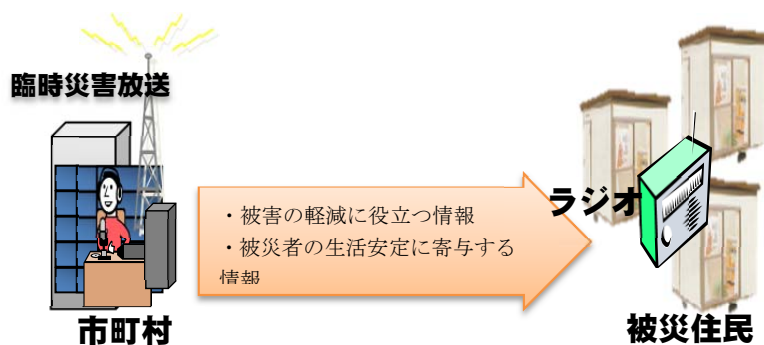 臨時災害放送
・被害の軽減に役立つ情報
・被災者の生活安定に寄与する
情報
ラジオ
市町村
被災住民